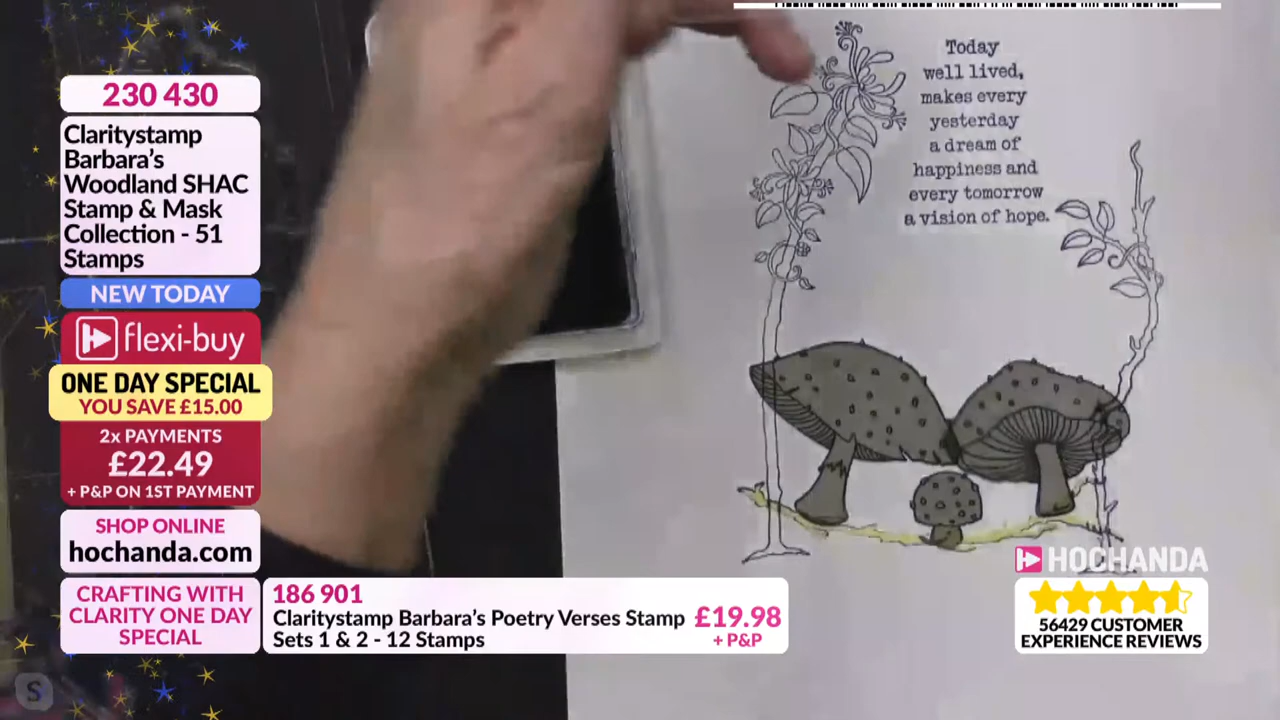 230 430
Claritystamp
Barbara's
Woodland SHAC
Stamp & Mask
Collection - 51
Stamps
NEW TODAY
flexi-buy
ONE DAY SPECIAL
YOU SAVE £15.00
2x PAYMENTS
£22.49
+ P&P ON 1ST PAYMENT
SHOP ONLINE
hochanda.com
CRAFTING WITH
CLARITY ONE DAY
SPECIAL
186 901
Claritystamp Barbara's Poetry Verses Stamp
Sets 1 & 2 - 12 Stamps
£19.98
+ P&P
Today
well lived,
makes every
yesterday
a dream of
happiness and
every tomorrow
a vision of hope.
HOCHANDA
56429 CUSTOMER
EXPERIENCE REVIEWS
S